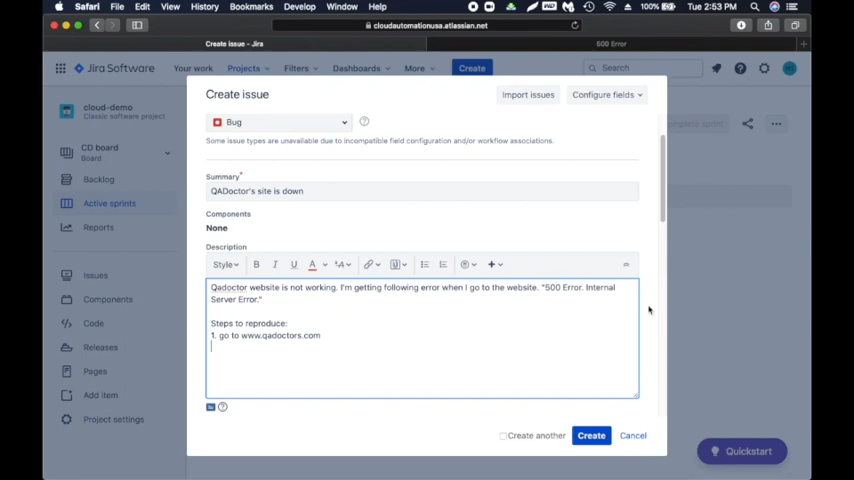 Safari File Edit View History Bookmarks Develop Window Help 100% Tue 2:53 PM
cloudautomationusa.atlassian.net
Create issue - Jira
500 Error
Jira Software Your work Projects Filters Dashboards More Create Search
cloud-demo
Classic software project
CD board
Board
Backlog
Active sprints
Reports
Issues
Components
Code
Releases
Pages
Add item
Project settings
Create issue
Import issues Configure fields
Bug
Some issue types are unavailable due to incompatible field configuration and/or workflow associations.
Summary*
QADoctor's site is down
Components
None
Description
Style B I U A
Qadoctor website is not working. I'm getting following error when I go to the website. "500 Error. Internal
Server Error."
Steps to reproduce:
1. go to www.qadoctors.com
Create another Create Cancel
Quickstart